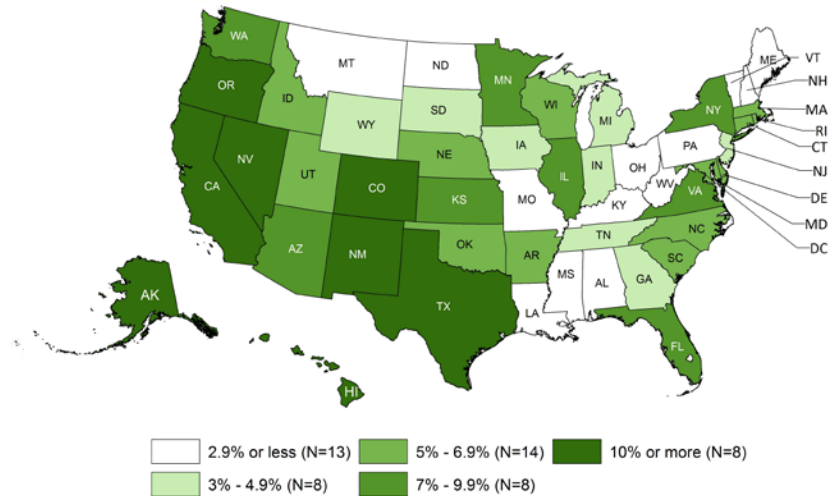 WA
MT
ND
MN
ME
VT
NH
OR
ID
SD
WI
MI
NY
MA
RI
CT
WY
IA
PA
NJ
NV
NE
IL
IN
OH
DE
CA
UT
CO
KS
MO
KY
WV
VA
MD
DC
AZ
NM
OK
AR
TN
NC
SC
AK
TX
LA
MS
AL
GA
FL
HI
2.9% or less (N=13)
5% - 6.9% (N=14)
10% or more (N=8)
3% - 4.9% (N=8)
7% - 9.9% (N=8)